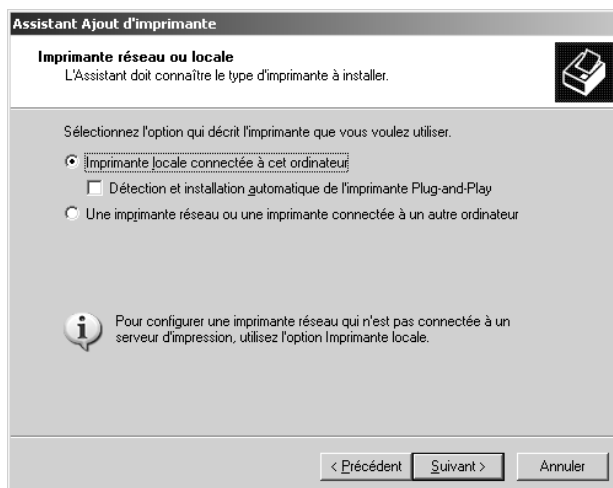 Assistant Ajout d'imprimante
Imprimante réseau ou locale
L'Assistant doit connaître le type d'imprimante à installer.
Sélectionnez l'option qui décrit l'imprimante que vous voulez utiliser.
Imprimante locale connectée à cet ordinateur
Détection et installation automatique de l'imprimante Plug-and-Play
Une imprimante réseau ou une imprimante connectée à un autre ordinateur
Pour configurer une imprimante réseau qui n'est pas connectée à un
serveur d'impression, utilisez l'option Imprimante locale.
< Précédent Suivant > Annuler